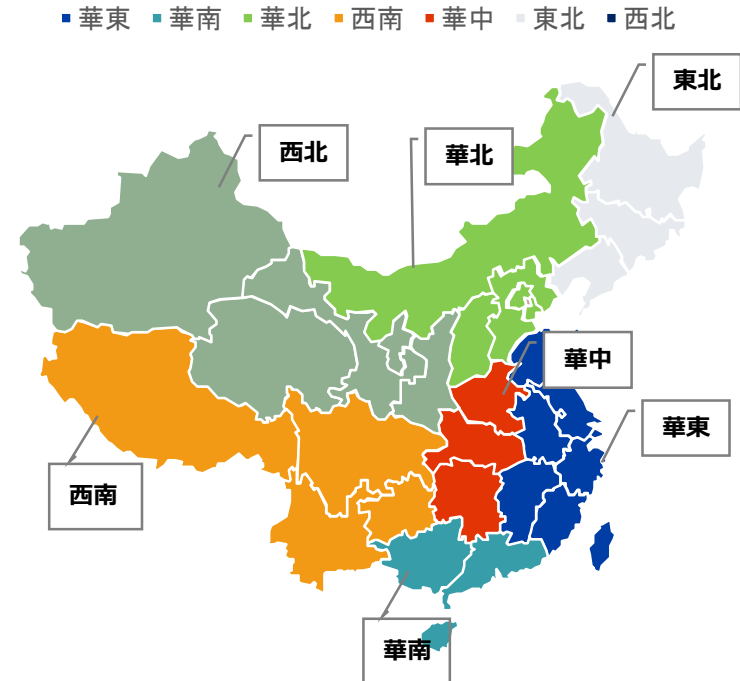 華東 華南 華北 西南 華中 東北 西北
東北
西北
華北
華中
華東
西南
華南